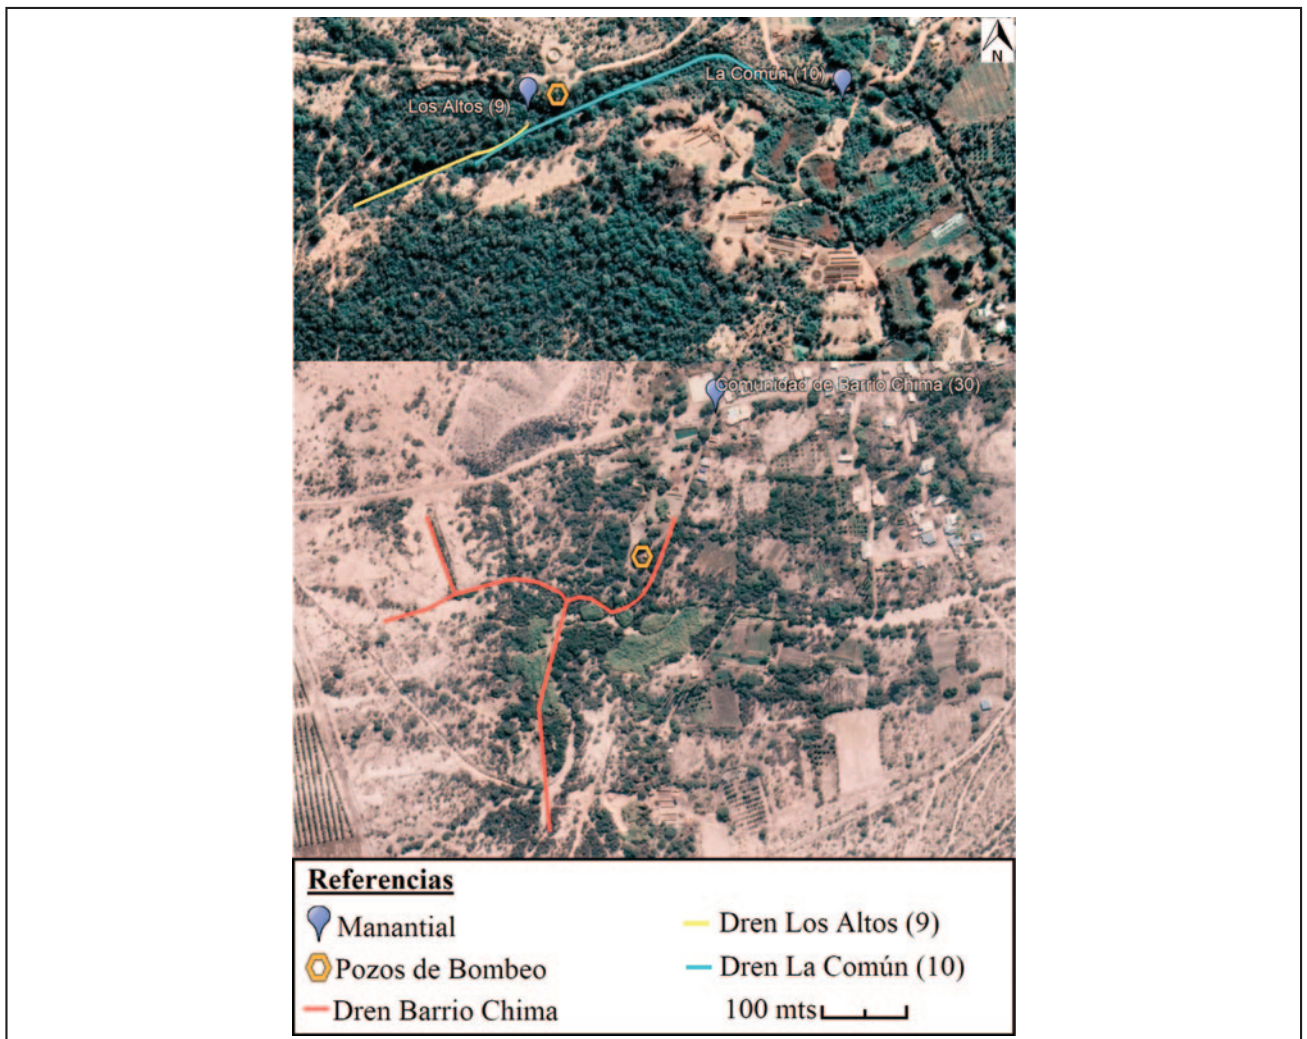 N
La Común (10)
Los Altos (9)
Comunidad de Barrio Chima (30)
Referencias
Manantial
Dren Los Altos (9)
Pozos de Bombeo
Dren La Común (10)
Dren Barrio Chima
100 mts